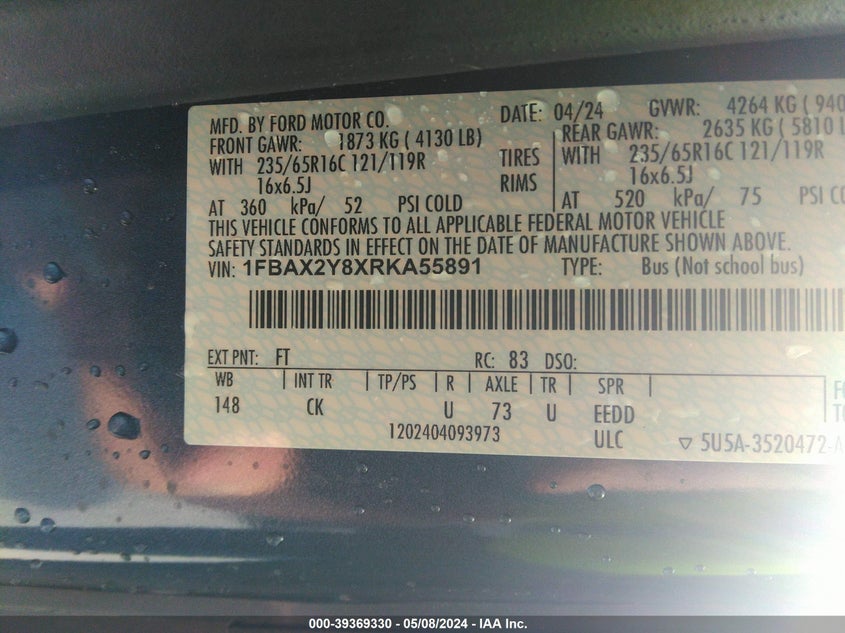 MFD. BY FORD MOTOR CO. DATE: 04/24 GVWR: 4264 KG ( 940
FRONT GAWR: 1873 KG ( 4130 LB) REAR GAWR: 2635 KG ( 5810 L
WITH 235/65R16C 121/119R TIRES WITH 235/65R16C 121/119R
16x6.5J RIMS 16x6.5J
AT 360 kPa/ 52 PSI COLD AT 520 kPa/ 75 PSI CO
THIS VEHICLE CONFORMS TO ALL APPLICABLE FEDERAL MOTOR VEHICLE
SAFETY STANDARDS IN EFFECT ON THE DATE OF MANUFACTURE SHOWN ABOVE.
VIN: 1FBAX2Y8XRKA55891 TYPE: Bus (Not school bus)
EXT PNT: FT RC: 83 DSO:
WB | INT TR | TP/PS | R | AXLE | TR | SPR |
148 CK U 73 U EEDD
1202404093973 ULC ▽ 5U5A-3520472-A
000-39369330 - 05/08/2024 - IAA Inc.